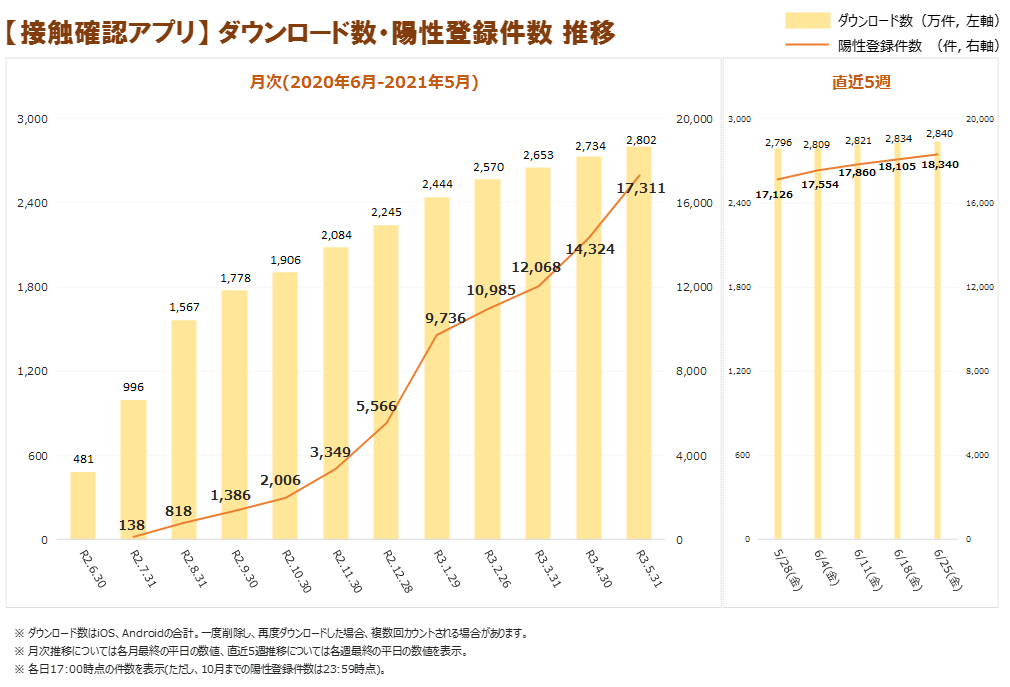 【接触確認アプリ】ダウンロード数・陽性登録件数 推移
ダウンロード数（万件, 左軸）
陽性登録件数　（件, 右軸）
月次(2020年6月-2021年5月)
3,000
2,400
1,800
1,200
600
0
20,000
16,000
12,000
8,000
4,000
0
481
996
1,567
1,778
1,906
2,084
2,245
2,444
2,570
2,653
2,734
2,802
138
818
1,386
2,006
3,349
5,566
9,736
10,985
12,068
14,324
17,311
R2.6.30
R2.7.31
R2.8.31
R2.9.30
R2.10.30
R2.11.30
R2.12.28
R3.1.29
R3.2.26
R3.3.31
R3.4.30
R3.5.31
直近5週
3,000
2,400
1,800
1,200
600
0
20,000
16,000
12,000
8,000
4,000
0
2,796
2,809
2,821
2,834
2,840
17,126
17,554
17,860
18,105
18,340
5/28(金)
6/4(金)
6/11(金)
6/18(金)
6/25(金)
※ ダウンロード数はiOS、Androidの合計。一度削除し、再度ダウンロードした場合、複数回カウントされる場合があります。
※ 月次推移については各月最終の平日の数値、直近5週推移については各週最終の平日の数値を表示。
※ 各日17:00時点の件数を表示(ただし、10月までの陽性登録件数は23:59時点)。